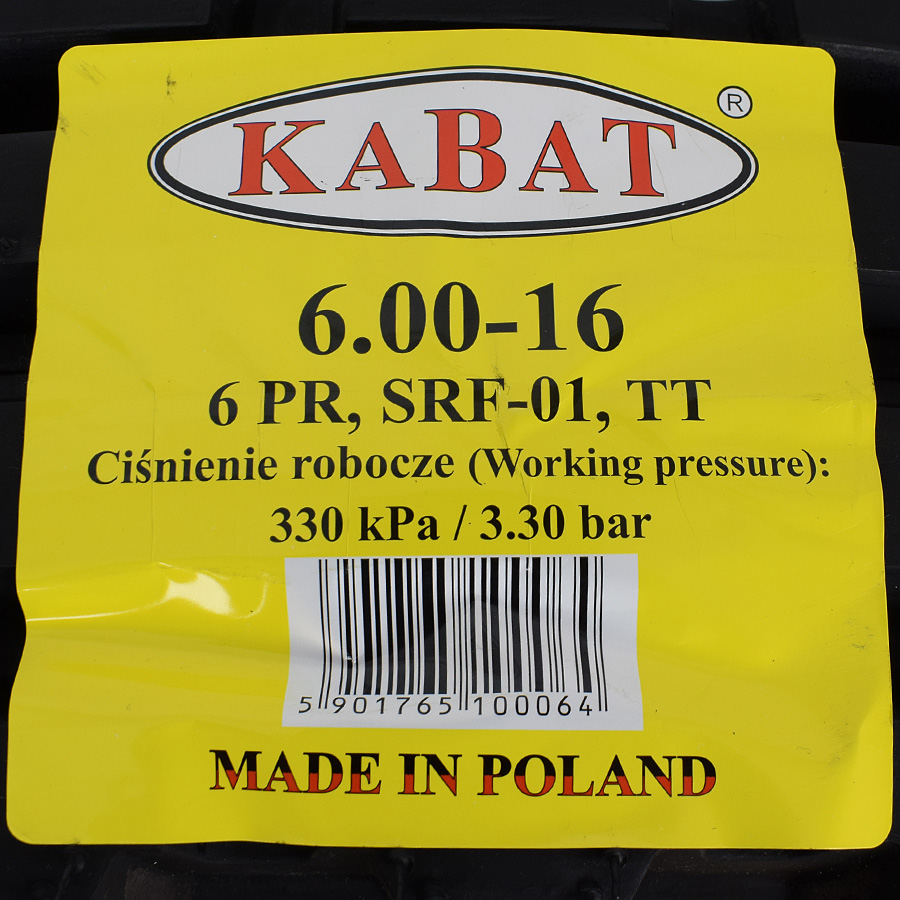 KABAT ®
6.00-16
6 PR, SRF-01, TT
Ciśnienie robocze (Working pressure):
330 kPa / 3.30 bar
5 901765 100064
MADE IN POLAND